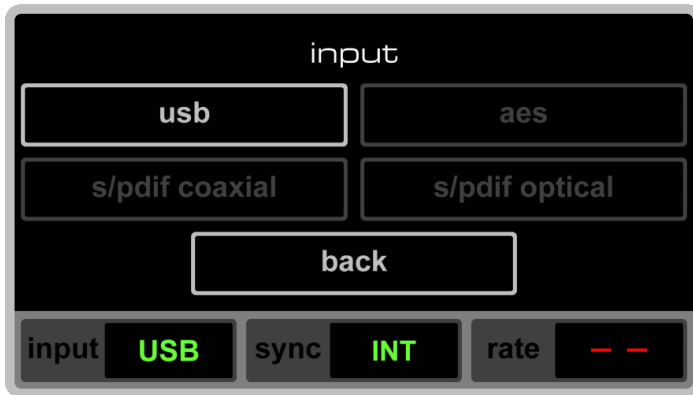 input
usb aes
s/pdif coaxial s/pdif optical
back
input USB sync INT rate – –